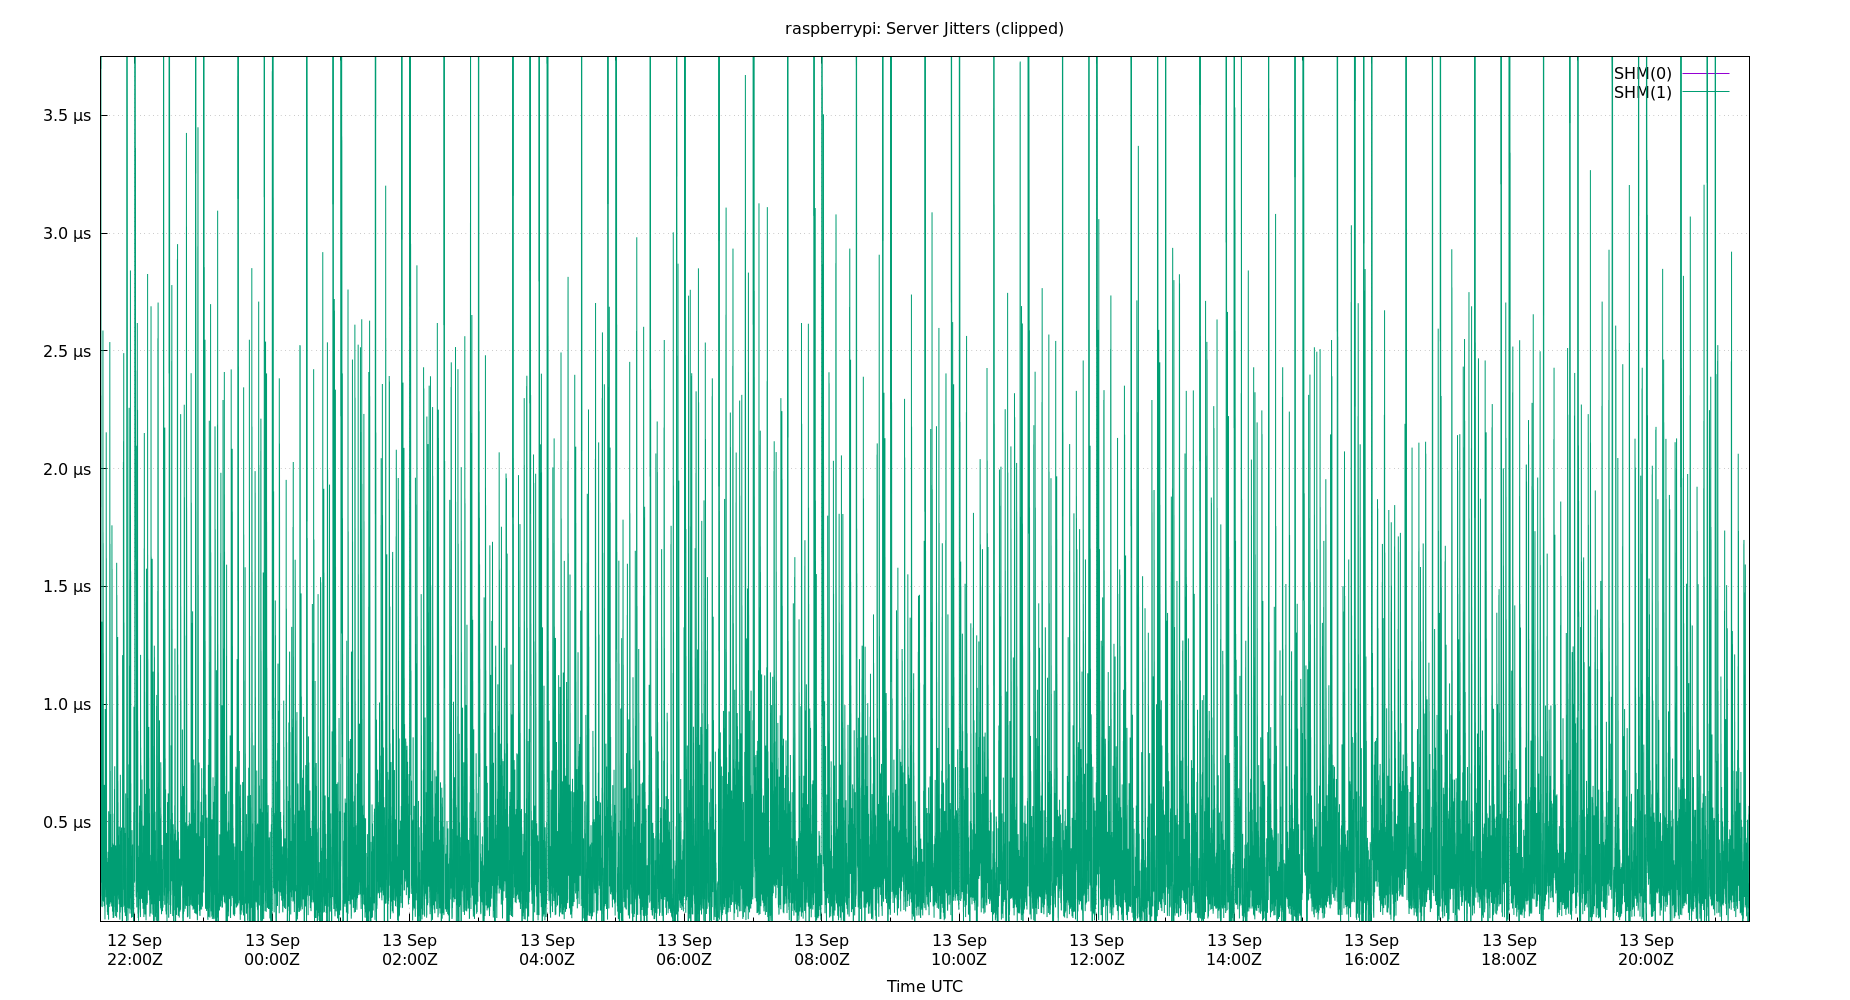 raspberrypi: Server Jitters (clipped)
SHM(0)
SHM(1)
3.5 µs
3.0 µs
2.5 µs
2.0 µs
1.5 µs
1.0 µs
0.5 µs
12 Sep 13 Sep 13 Sep 13 Sep 13 Sep 13 Sep 13 Sep 13 Sep 13 Sep 13 Sep 13 Sep 13 Sep
22:00Z 00:00Z 02:00Z 04:00Z 06:00Z 08:00Z 10:00Z 12:00Z 14:00Z 16:00Z 18:00Z 20:00Z
Time UTC